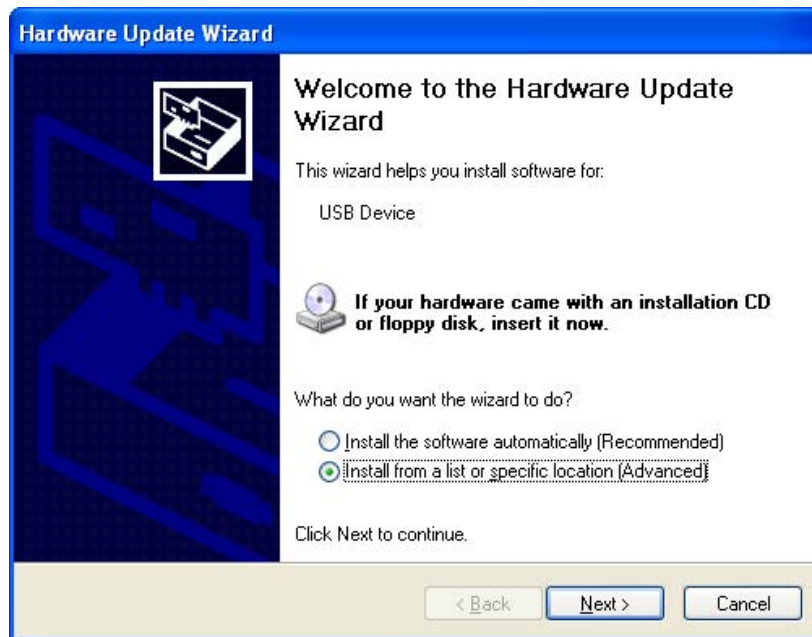 Hardware Update Wizard
Welcome to the Hardware Update
Wizard
This wizard helps you install software for:
USB Device
If your hardware came with an installation CD
or floppy disk, insert it now.
What do you want the wizard to do?
Install the software automatically (Recommended)
Install from a list or specific location (Advanced)
Click Next to continue.
< Back
Next >
Cancel